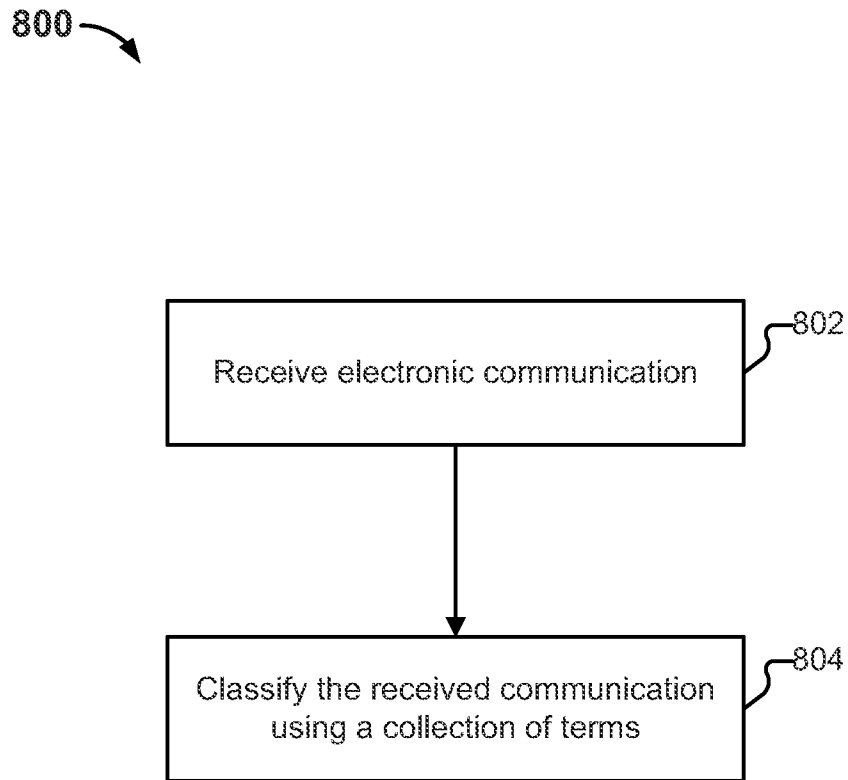 800
802
Receive electronic communication
804
Classify the received communication
using a collection of terms